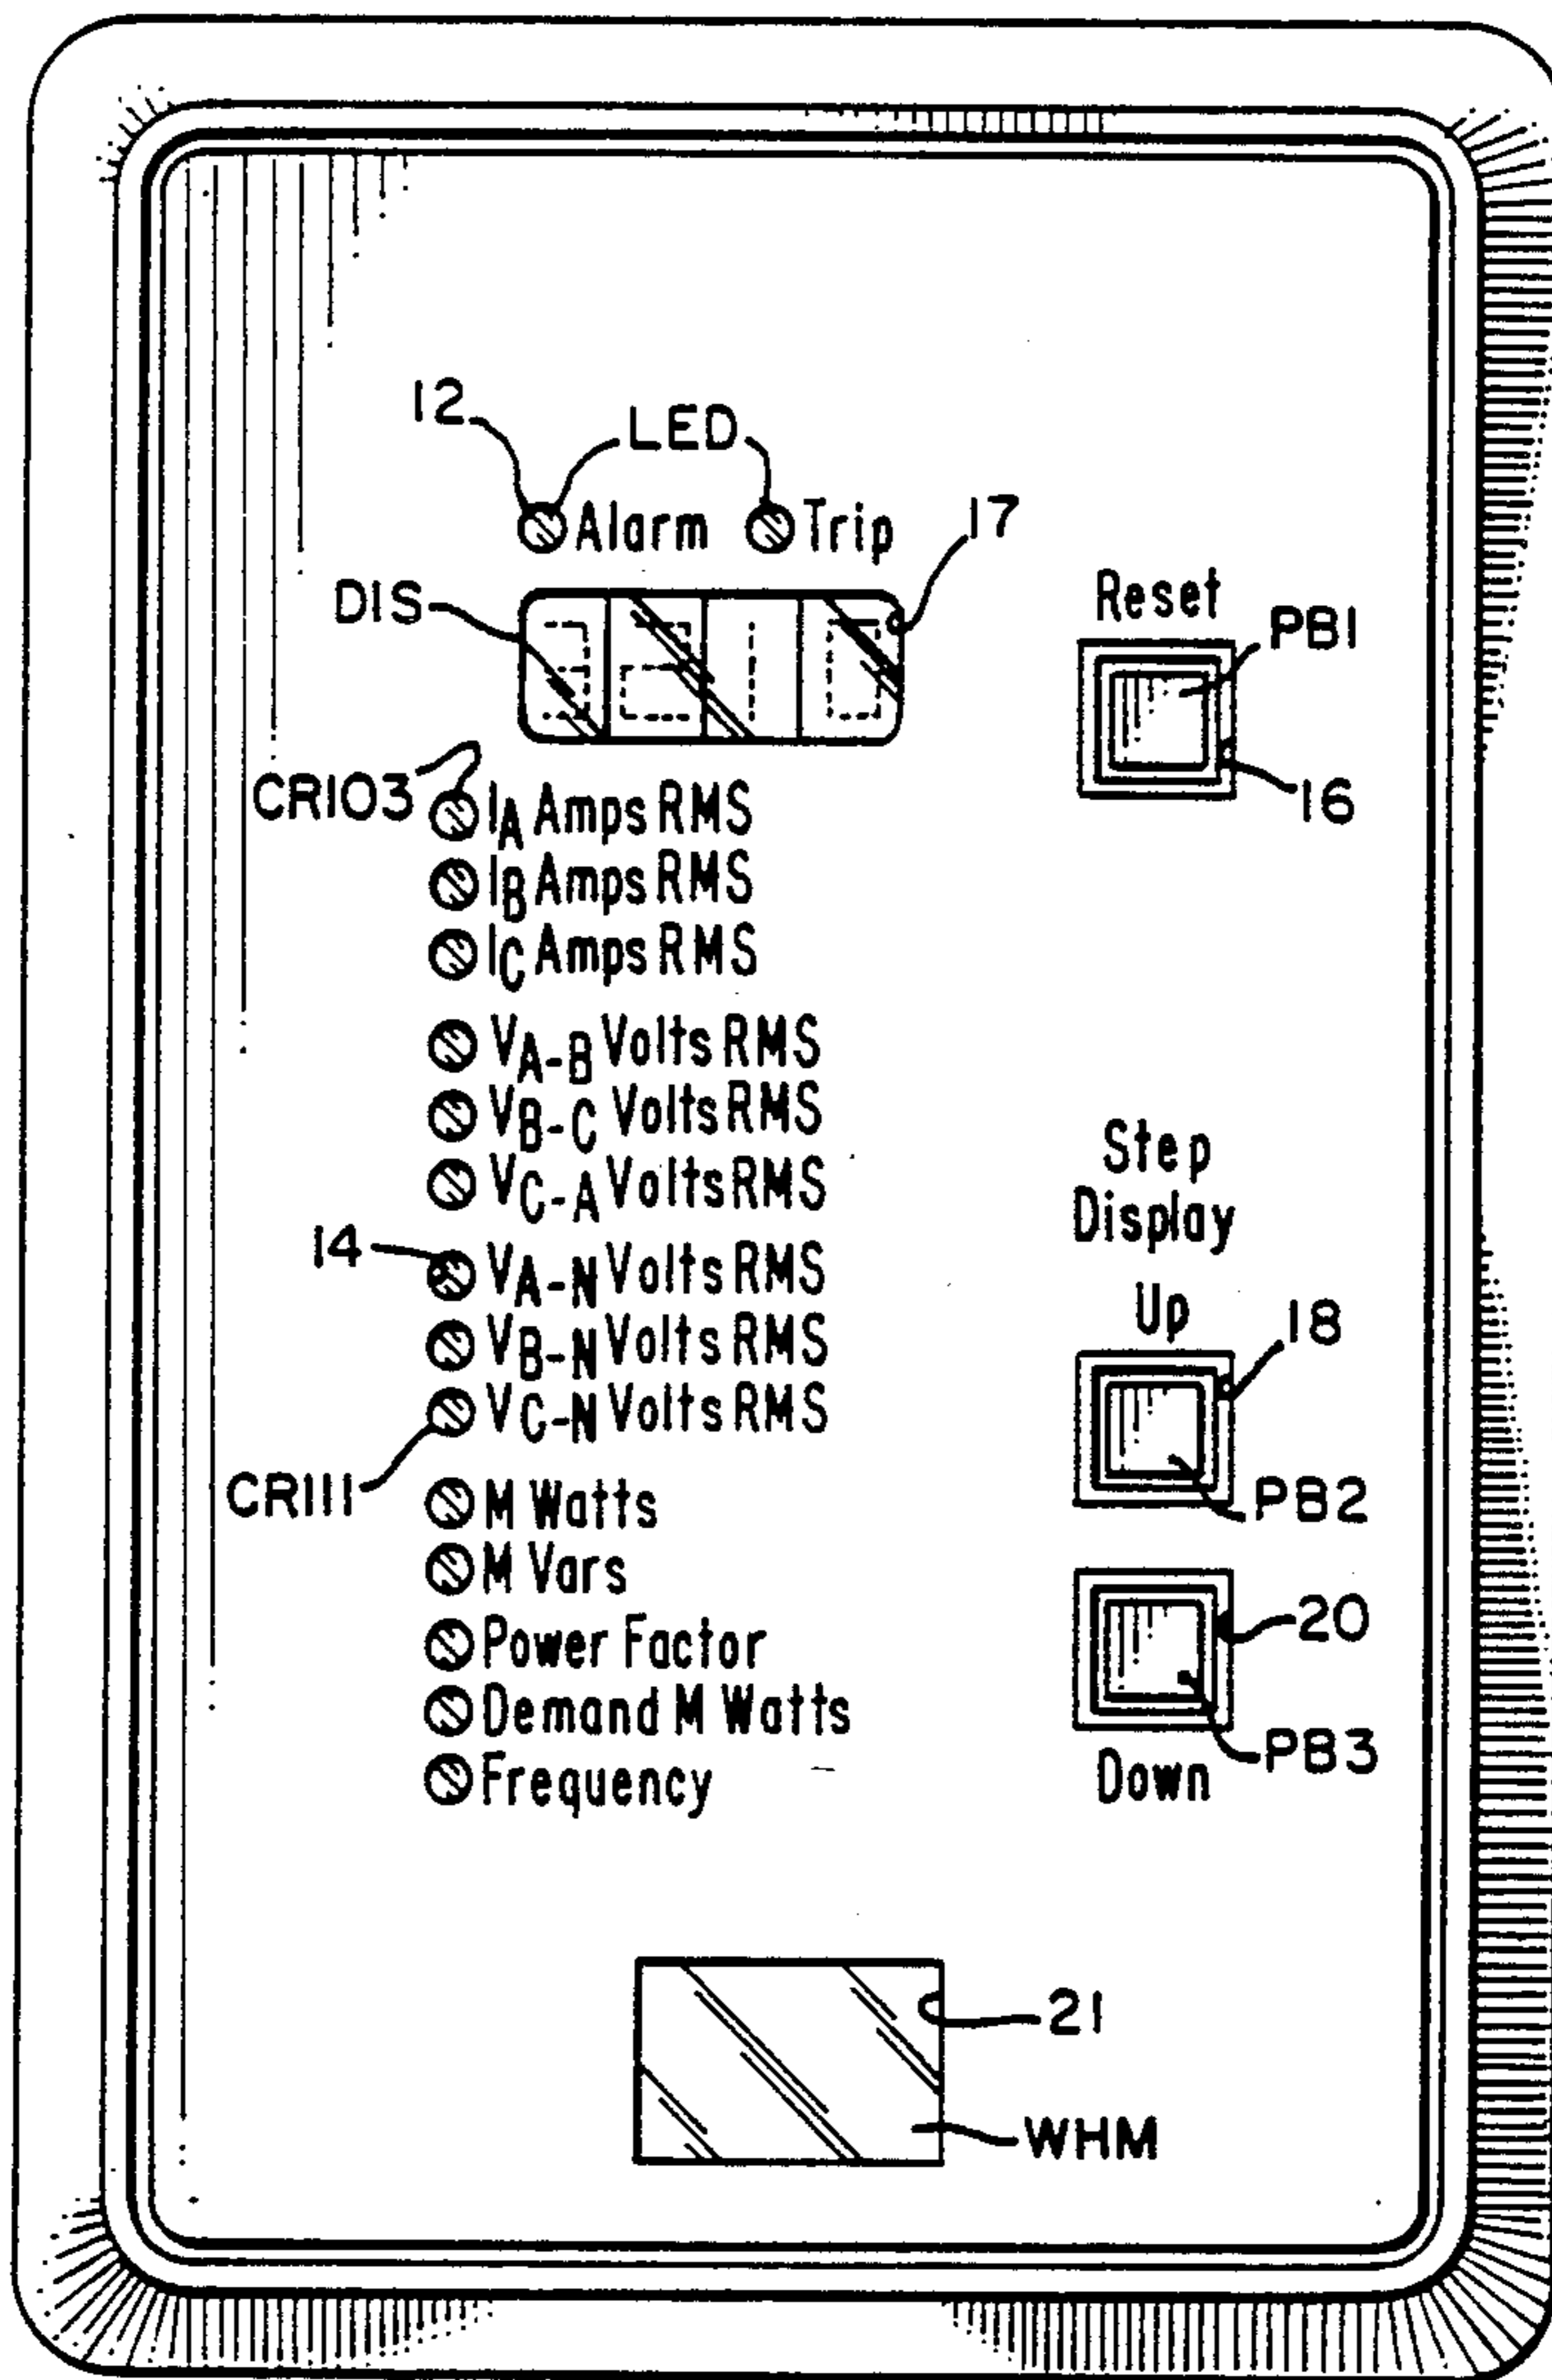 12
LED
Alarm
Trip
17
DIS
Reset
PB1
16
CR103
IA Amps RMS
IB Amps RMS
IC Amps RMS
VA-B Volts RMS
VB-C Volts RMS
VC-A Volts RMS
14
VA-N Volts RMS
VB-N Volts RMS
VC-N Volts RMS
CR111
M Watts
M Vars
Power Factor
Demand M Watts
Frequency
Step
Display
Up
18
PB2
20
PB3
Down
21
WHM